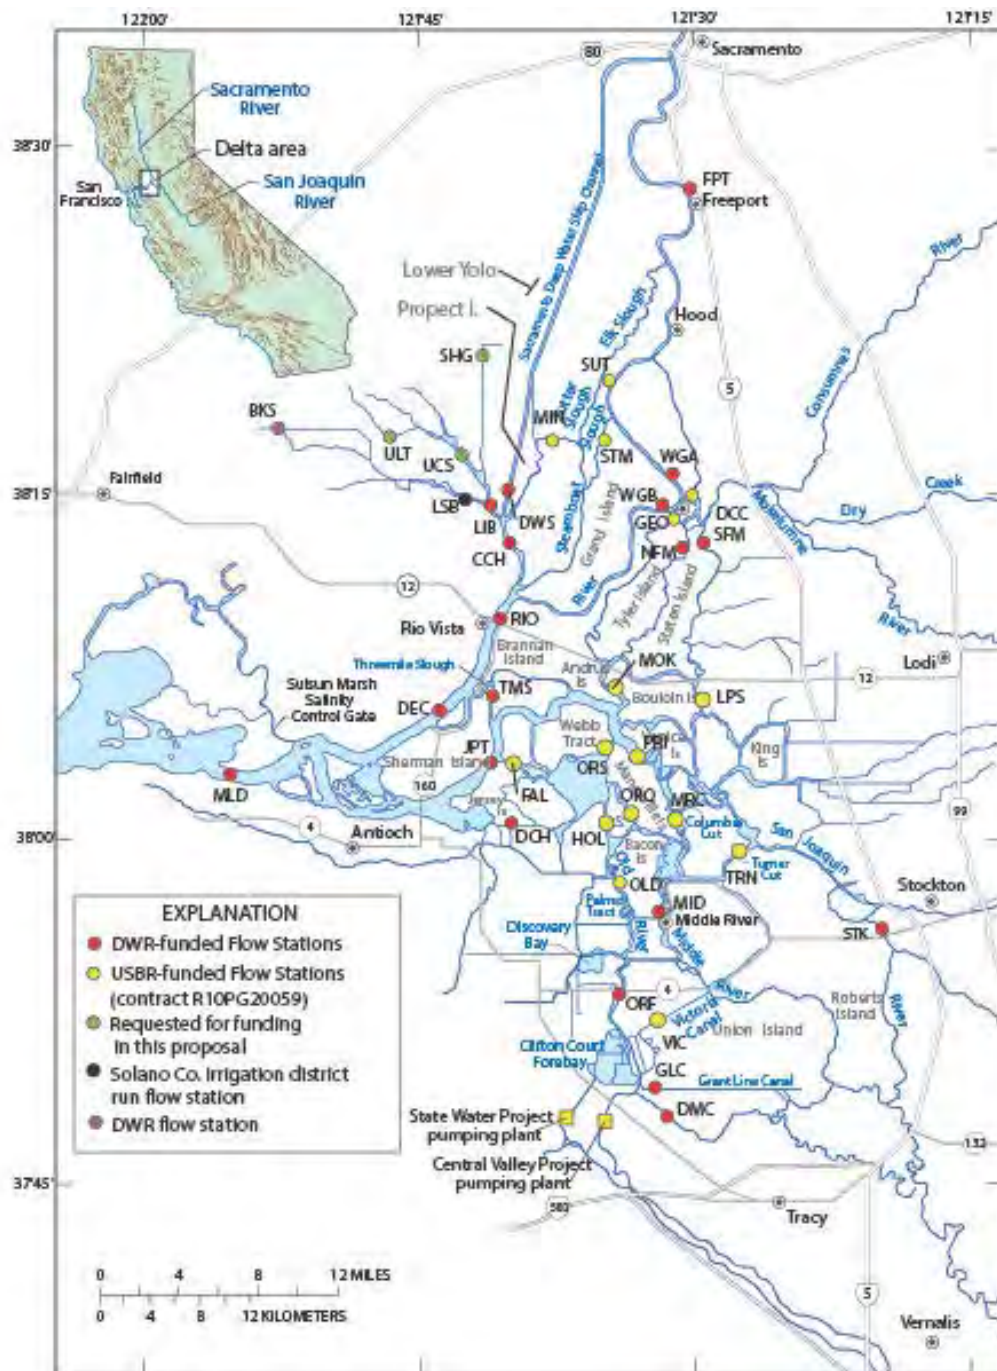 122°00'
121°45'
121°30'
121°15'
80
Sacramento
Sacramento
River
38°30'
Delta area
San
Francisco
San Joaquin
River
FPT
Freeport
Sacramento Deep Water Ship Channel
River
Lower Yolo
Propect I.
Elk Slough
Hood
SHG
SUT
5
Consumnes
BKS
MIN
Sutter
Slough
Slough
ULT
STM
UCS
WGA
Fairfield
38°15'
LSB
WGB
Creek
LIB
DWS
Steamboat
Grand Island
GEO
DCC
Mokelumne
Dry
SFM
CCH
NFM
12
River
Tyler Island
Staten Island
RIO
Rio Vista
River
Brannan
Island
Threemile Slough
MOK
Lodi
Suisun Marsh
Salinity
Control Gate
TMS
Bouloin Is
LPS
12
DEC
Webb
Tract
JPT
Sherman Island
King
Is
ORS
160
MLD
FAL
ORQ
99
Columbia
Cut
4
Antioch
38°00'
DCH
HOL
Bacon
Is
San Joaquin
TRN
Turner
Cut
Old
OLD
Stockton
EXPLANATION
DWR-funded Flow Stations
USBR-funded Flow Stations
(contract R10PG20059)
Requested for funding
in this proposal
Solano Co. Irrigation district
run flow station
DWR flow station
Palm
Tract
MID
Middle River
STK
Discovery
Bay
River
Middle
River
4
ORF
Victoria
Canal
Roberts
Island
River
Union Island
VIC
Clifton Court
Forebay
GLC
Grant Line Canal
State Water Project
pumping plant
DMC
132
Central Valley Project
pumping plant
37°45'
580
Tracy
0 4 8 12 MILES
0 4 8 12 KILOMETERS
5
Vernalis